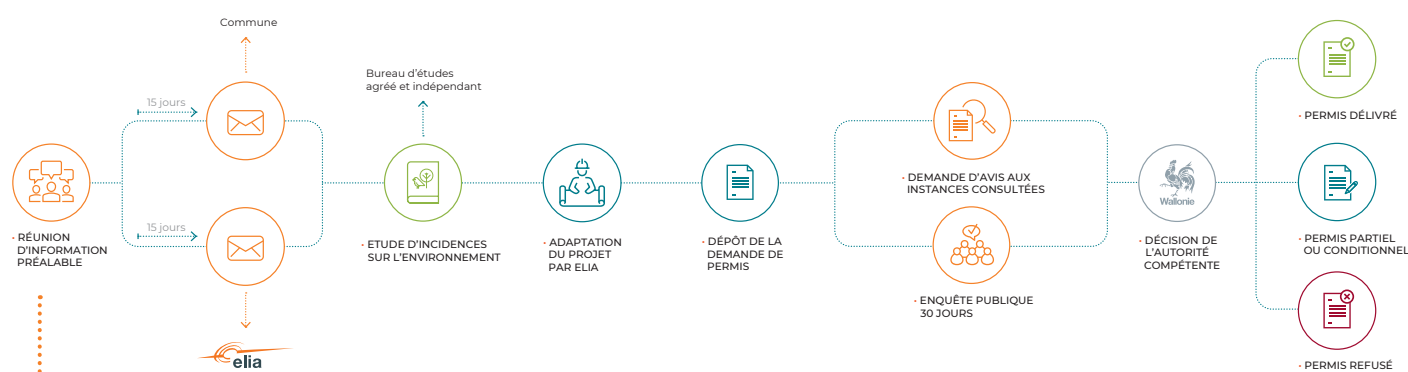 Commune
15 jours
15 jours
· RÉUNION
D'INFORMATION
PRÉALABLE
elia
Bureau d'études
agréé et indépendant
· ETUDE D'INCIDENCES
SUR L'ENVIRONNEMENT
· ADAPTATION
DU PROJET
PAR ELIA
· DÉPÔT DE LA
DEMANDE DE
PERMIS
· DEMANDE D'AVIS AUX
INSTANCES CONSULTÉES
· ENQUÊTE PUBLIQUE
30 JOURS
Wallonie
· DÉCISION DE
L'AUTORITÉ
COMPÉTENTE
· PERMIS DÉLIVRÉ
· PERMIS PARTIEL
OU CONDITIONNEL
· PERMIS REFUSÉ